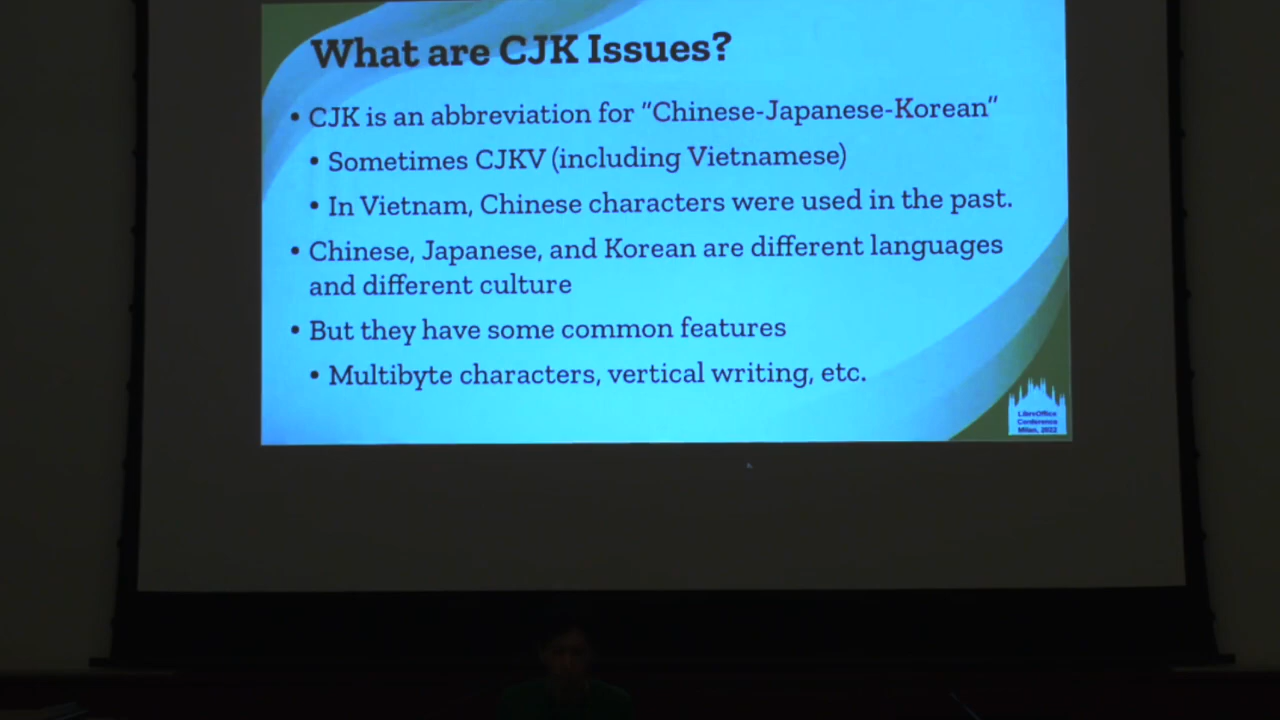 What are CJK Issues?
• CJK is an abbreviation for "Chinese-Japanese-Korean"
• Sometimes CJKV (including Vietnamese)
• In Vietnam, Chinese characters were used in the past.
• Chinese, Japanese, and Korean are different languages
and different culture
• But they have some common features
• Multibyte characters, vertical writing, etc.
LibreOffice
Conference
Milan, 2022